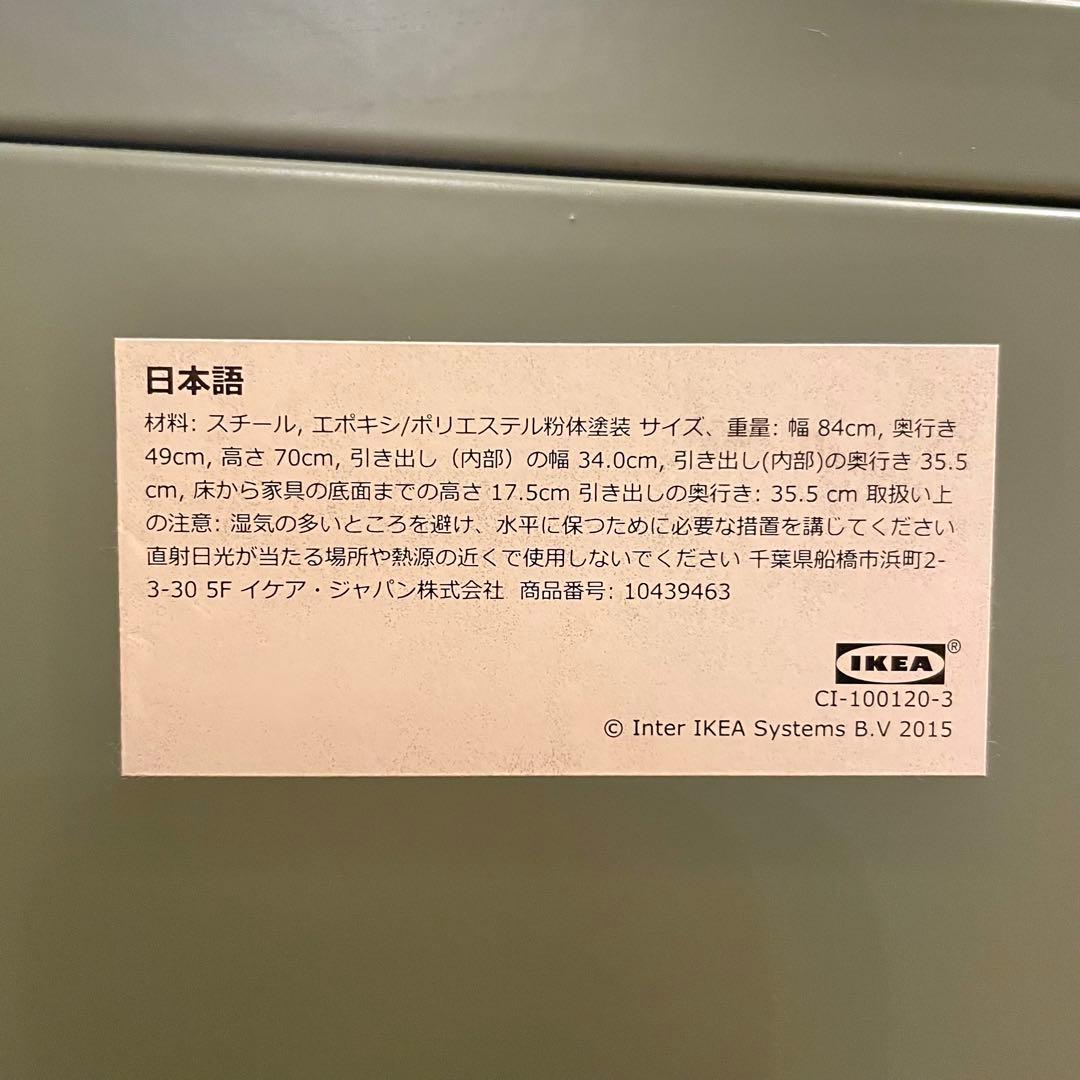 日本語
材料: スチール, エポキシ/ポリエステル粉体塗装 サイズ、重量: 幅 84cm, 奥行き
49cm, 高さ 70cm, 引き出し（内部）の幅 34.0cm, 引き出し(内部)の奥行き 35.5
cm, 床から家具の底面までの高さ 17.5cm 引き出しの奥行き: 35.5 cm 取扱い上
の注意: 湿気の多いところを避け、水平に保つために必要な措置を講じてください
直射日光が当たる場所や熱源の近くで使用しないでください 千葉県船橋市浜町2-
3-30 5F イケア・ジャパン株式会社 商品番号: 10439463
IKEA®
CI-100120-3
© Inter IKEA Systems B.V 2015